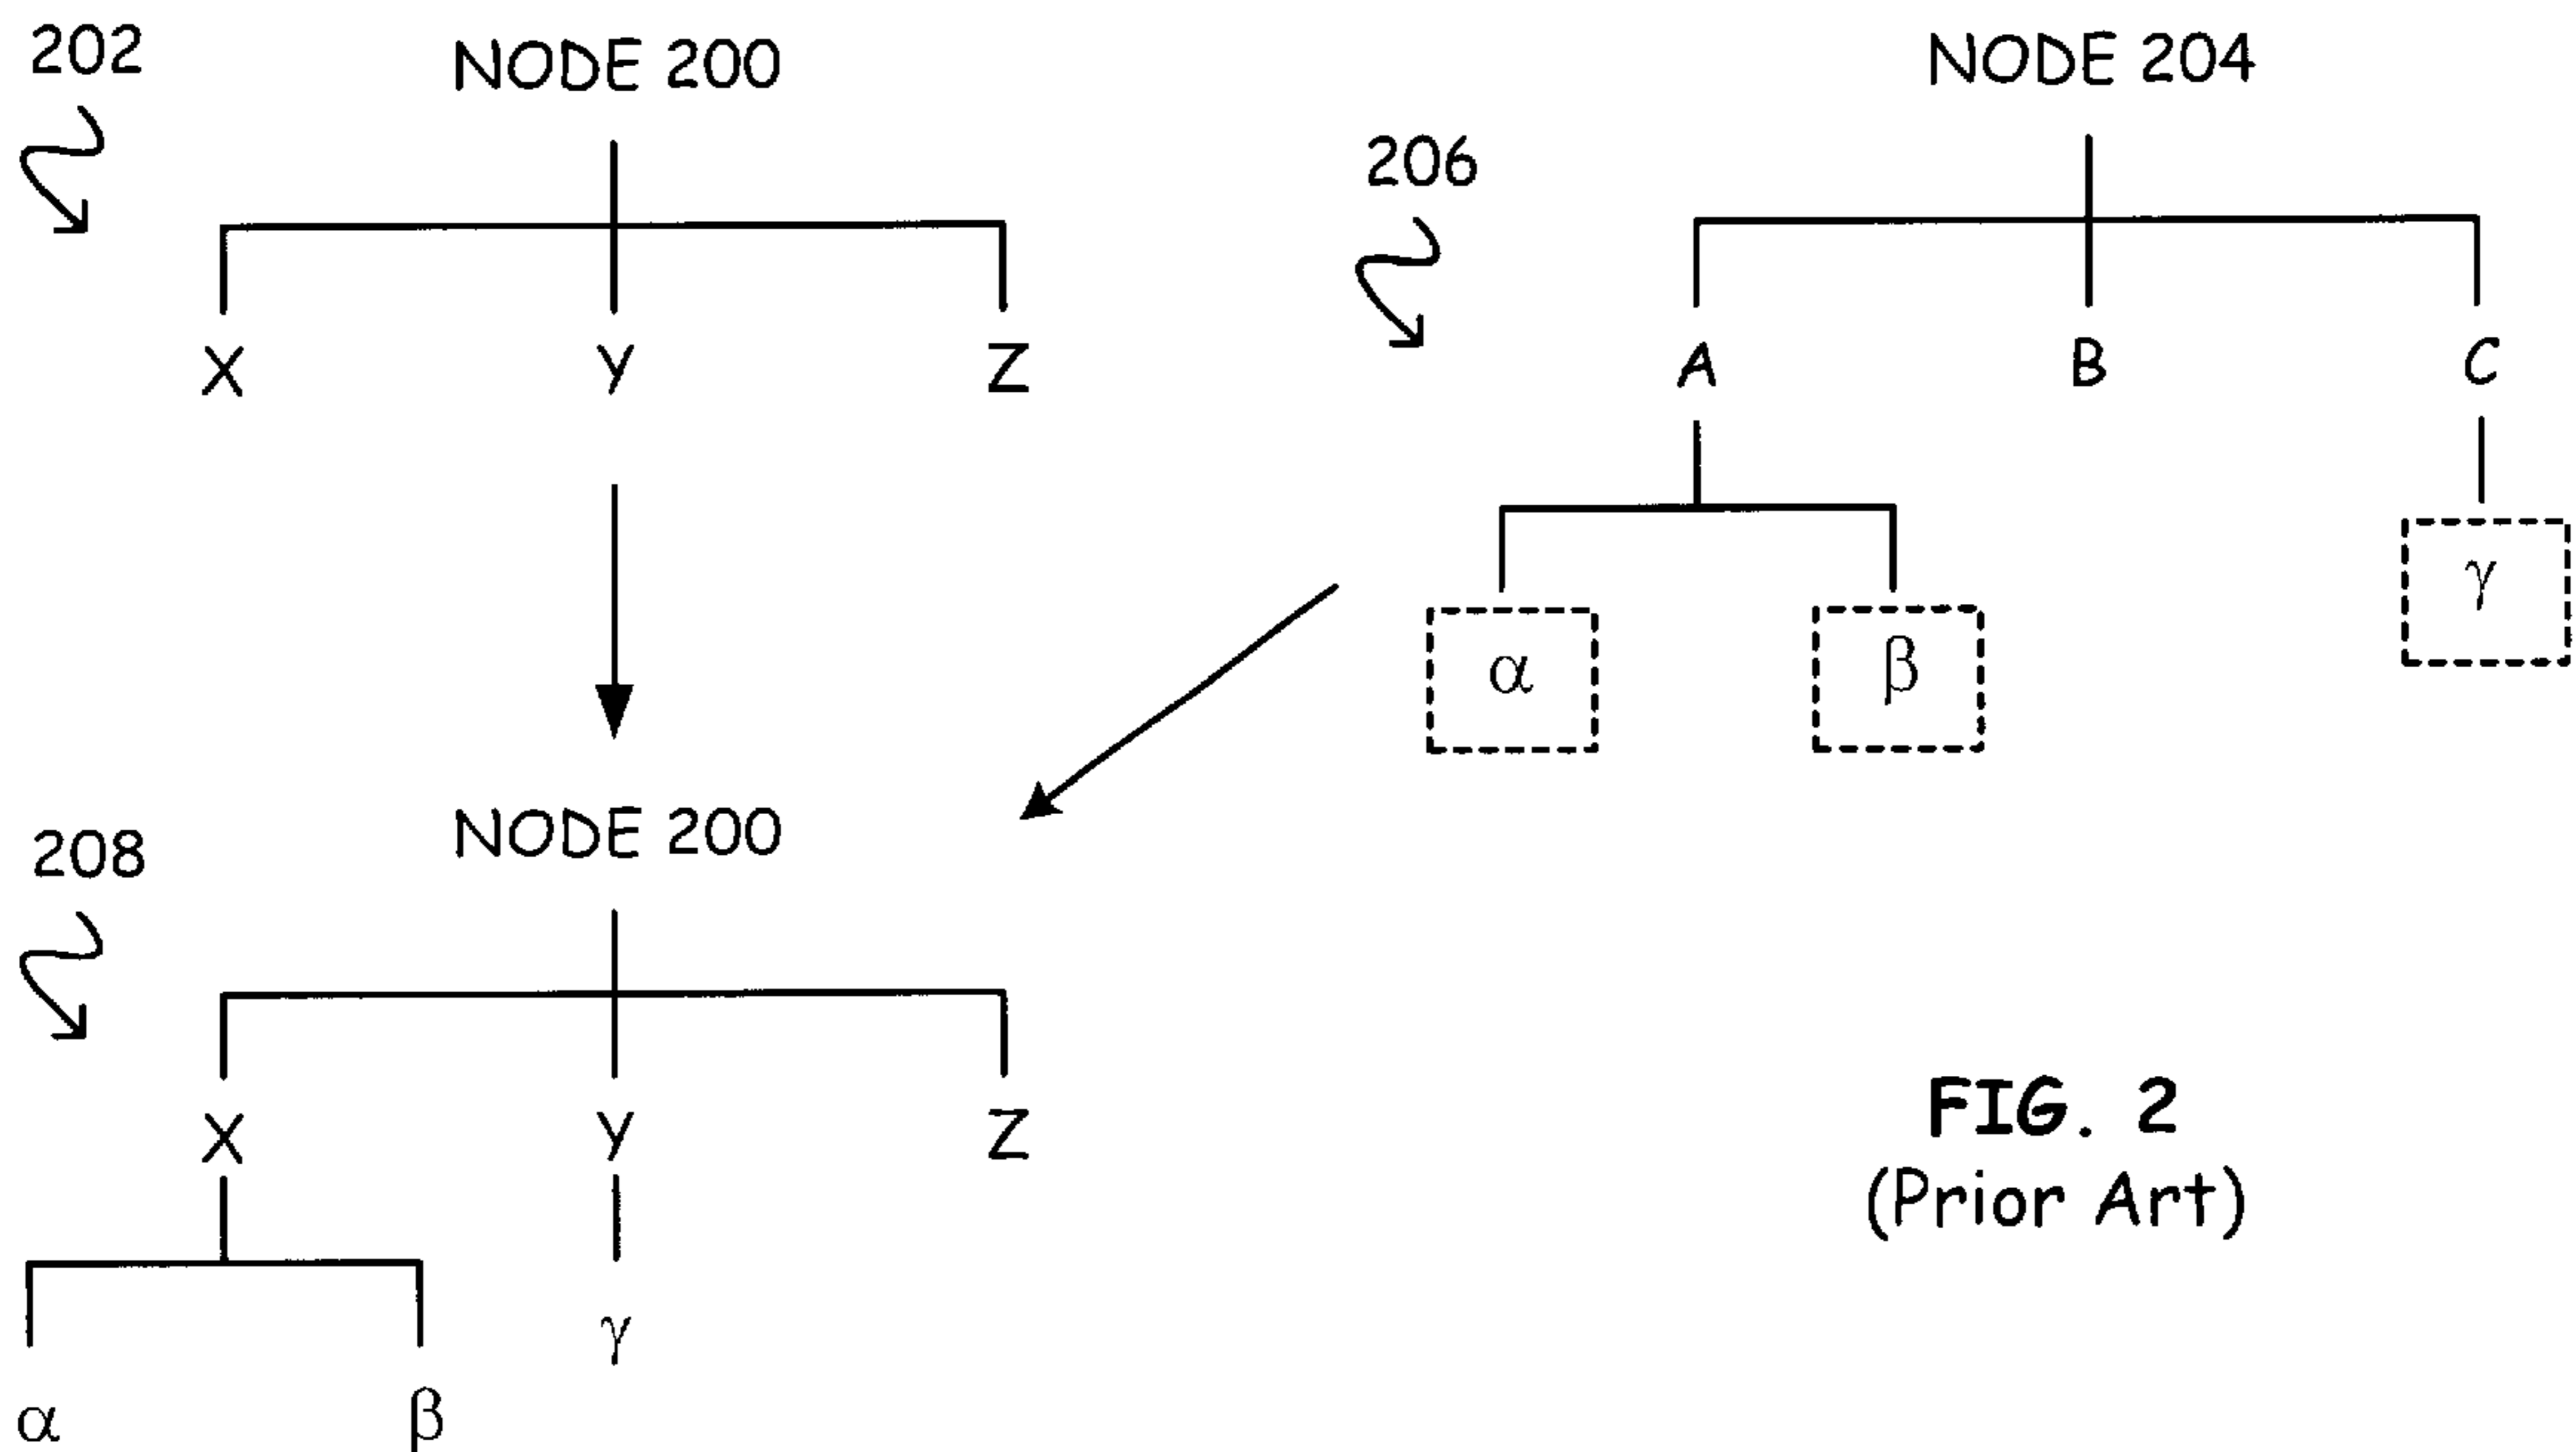 202
NODE 200
NODE 204
206
X Y Z
A B C
γ
α β
NODE 200
208
X Y Z
γ
α β
FIG. 2
(Prior Art)